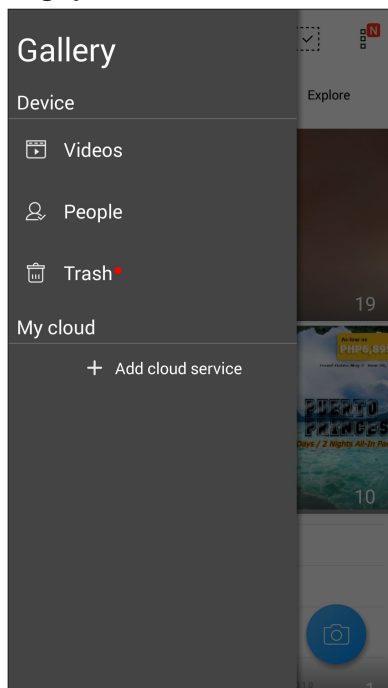 Gallery
N
Explore
Device
Videos
People
Trash
19
My cloud
As low as
PHP6,89
Add cloud service
PUERTO
PRINCES
Days / 2 Nights All-In Pa
10